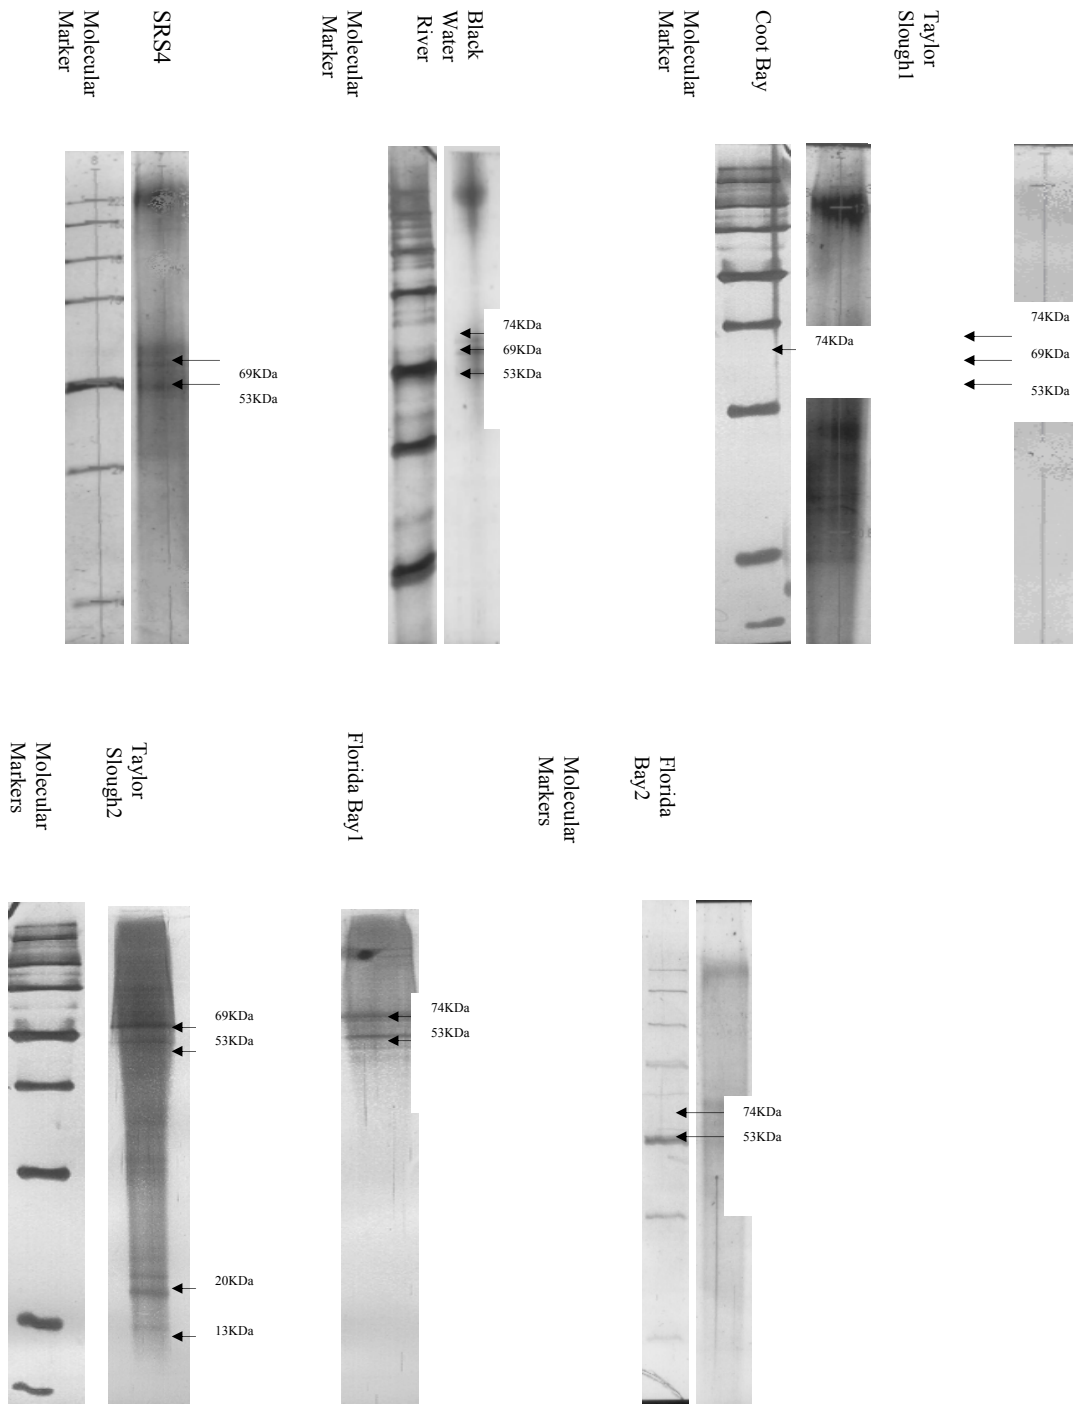 Molecular
Marker
SRS4
Molecular
Marker
Black
Water
River
Molecular
Marker
Coot Bay
Taylor
Slough1
69KDa
53KDa
74KDa
69KDa
53KDa
74KDa
74KDa
69KDa
53KDa
Molecular
Markers
Taylor
Slough2
Florida Bay1
Molecular
Markers
Florida
Bay2
69KDa
53KDa
20KDa
13KDa
74KDa
53KDa
74KDa
53KDa